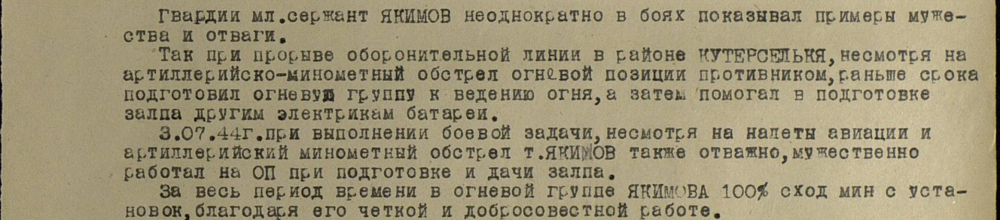 Гвардии мл.сержант ЯКИМОВ неоднократно в боях показывал примеры муже-
ства и отваги.
Так при прорыве оборонительной линии в районе КУТЕРСЕЛЬКЯ,несмотря на
артиллерийско-минометный обстрел огневой позиции противником,раньше срока
подготовил огневую группу к ведению огня,а затем помогал в подготовке
залпа другим электрикам батареи.
3.07.44г.при выполнении боевой задачи,несмотря на налеты авиации и
артиллерийский минометный обстрел т.ЯКИМОВ также отважно,мужественно
работал на ОП при подготовке и дачи залпа.
За весь период времени в огневой группе ЯКИМОВА 100% сход мин с уста-
новок,благодаря его четкой и добросовестной работе.